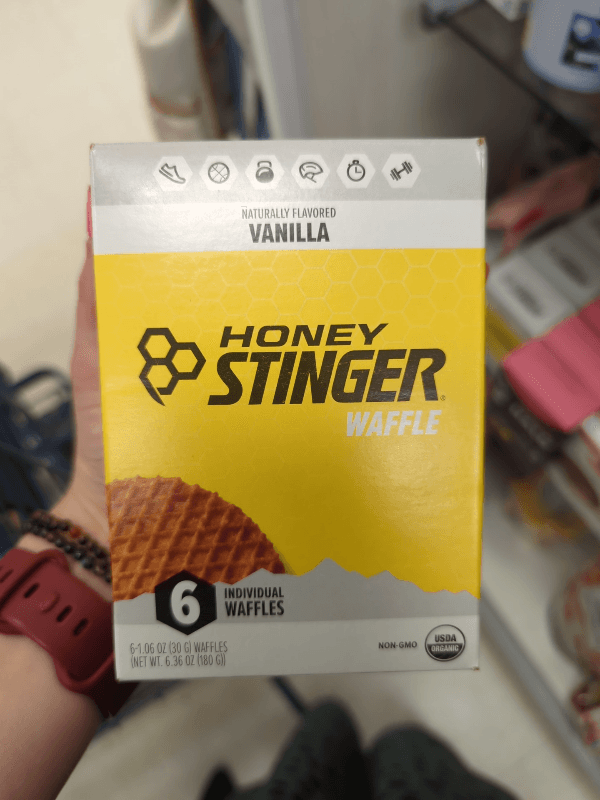 NATURALLY FLAVORED
VANILLA
HONEY
STINGER
WAFFLE
6 INDIVIDUAL
WAFFLES
6-1.06 OZ (30 G) WAFFLES
(NET WT. 6.36 OZ (180 G))
NON-GMO
USDA
ORGANIC